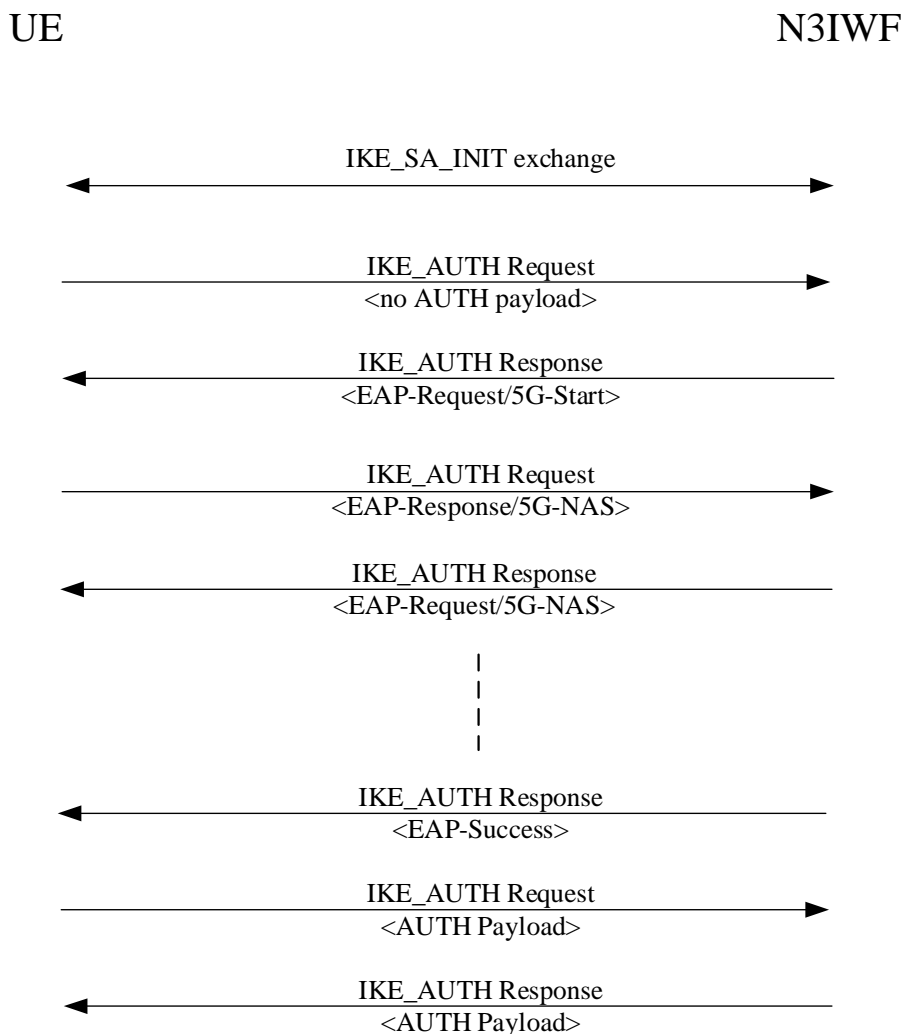 UE N3IWF
IKE_SA_INIT exchange
IKE_AUTH Request
<no AUTH payload>
IKE_AUTH Response
<EAP-Request/5G-Start>
IKE_AUTH Request
<EAP-Response/5G-NAS>
IKE_AUTH Response
<EAP-Request/5G-NAS>
IKE_AUTH Response
<EAP-Success>
IKE_AUTH Request
<AUTH Payload>
IKE_AUTH Response
<AUTH Payload>